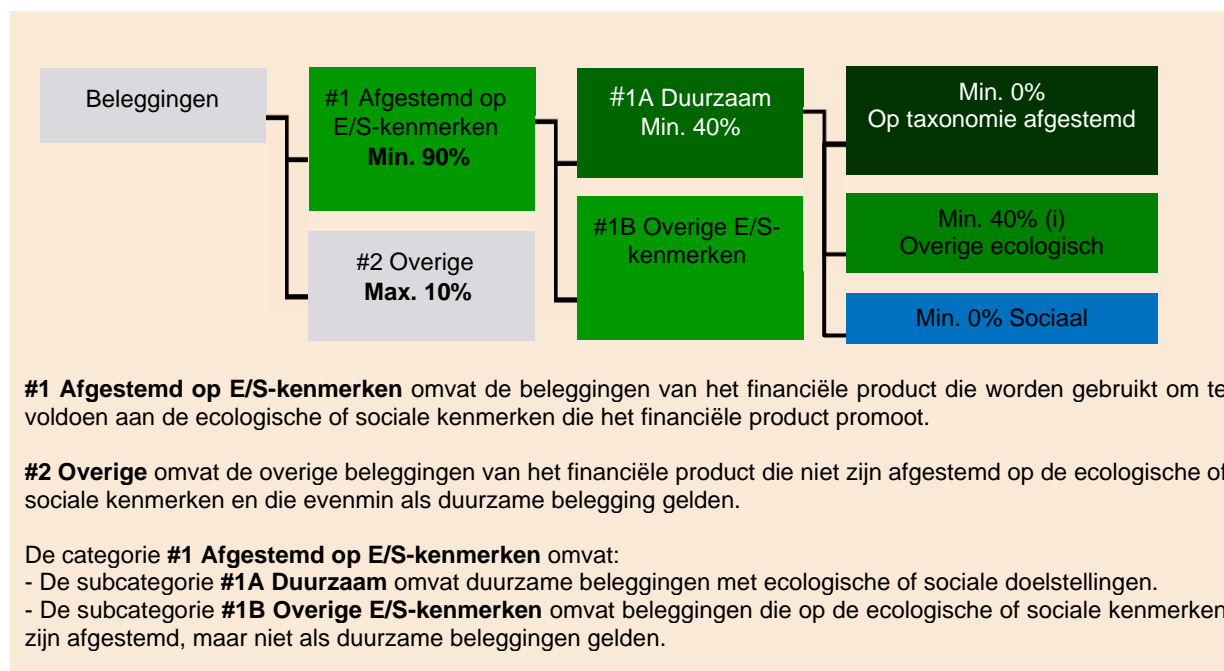 Beleggingen
#1 Afgestemd op
E/S-kenmerken
Min. 90%
#2 Overige
Max. 10%
#1A Duurzaam
Min. 40%
#1B Overige E/S-
kenmerken
Min. 0%
Op taxonomie afgestemd
Min. 40% (i)
Overige ecologisch
Min. 0% Sociaal
#1 Afgestemd op E/S-kenmerken omvat de beleggingen van het financiële product die worden gebruikt om te
voldoen aan de ecologische of sociale kenmerken die het financiële product promoot.
#2 Overige omvat de overige beleggingen van het financiële product die niet zijn afgestemd op de ecologische of
sociale kenmerken en die evenmin als duurzame belegging gelden.
De categorie #1 Afgestemd op E/S-kenmerken omvat:
- De subcategorie #1A Duurzaam omvat duurzame beleggingen met ecologische of sociale doelstellingen.
- De subcategorie #1B Overige E/S-kenmerken omvat beleggingen die op de ecologische of sociale kenmerken
zijn afgestemd, maar niet als duurzame beleggingen gelden.